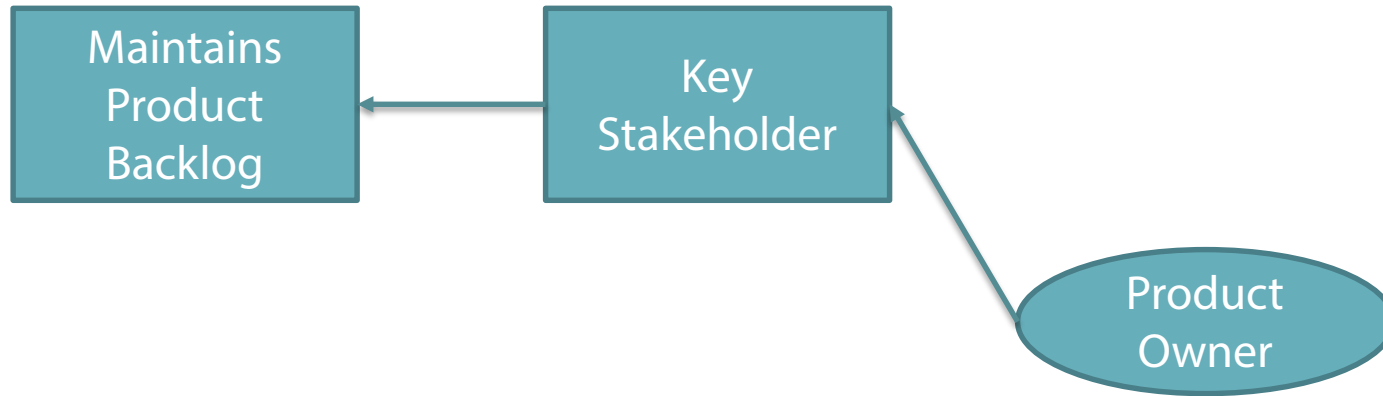 Maintains
Product
Backlog
Key
Stakeholder
Product
Owner